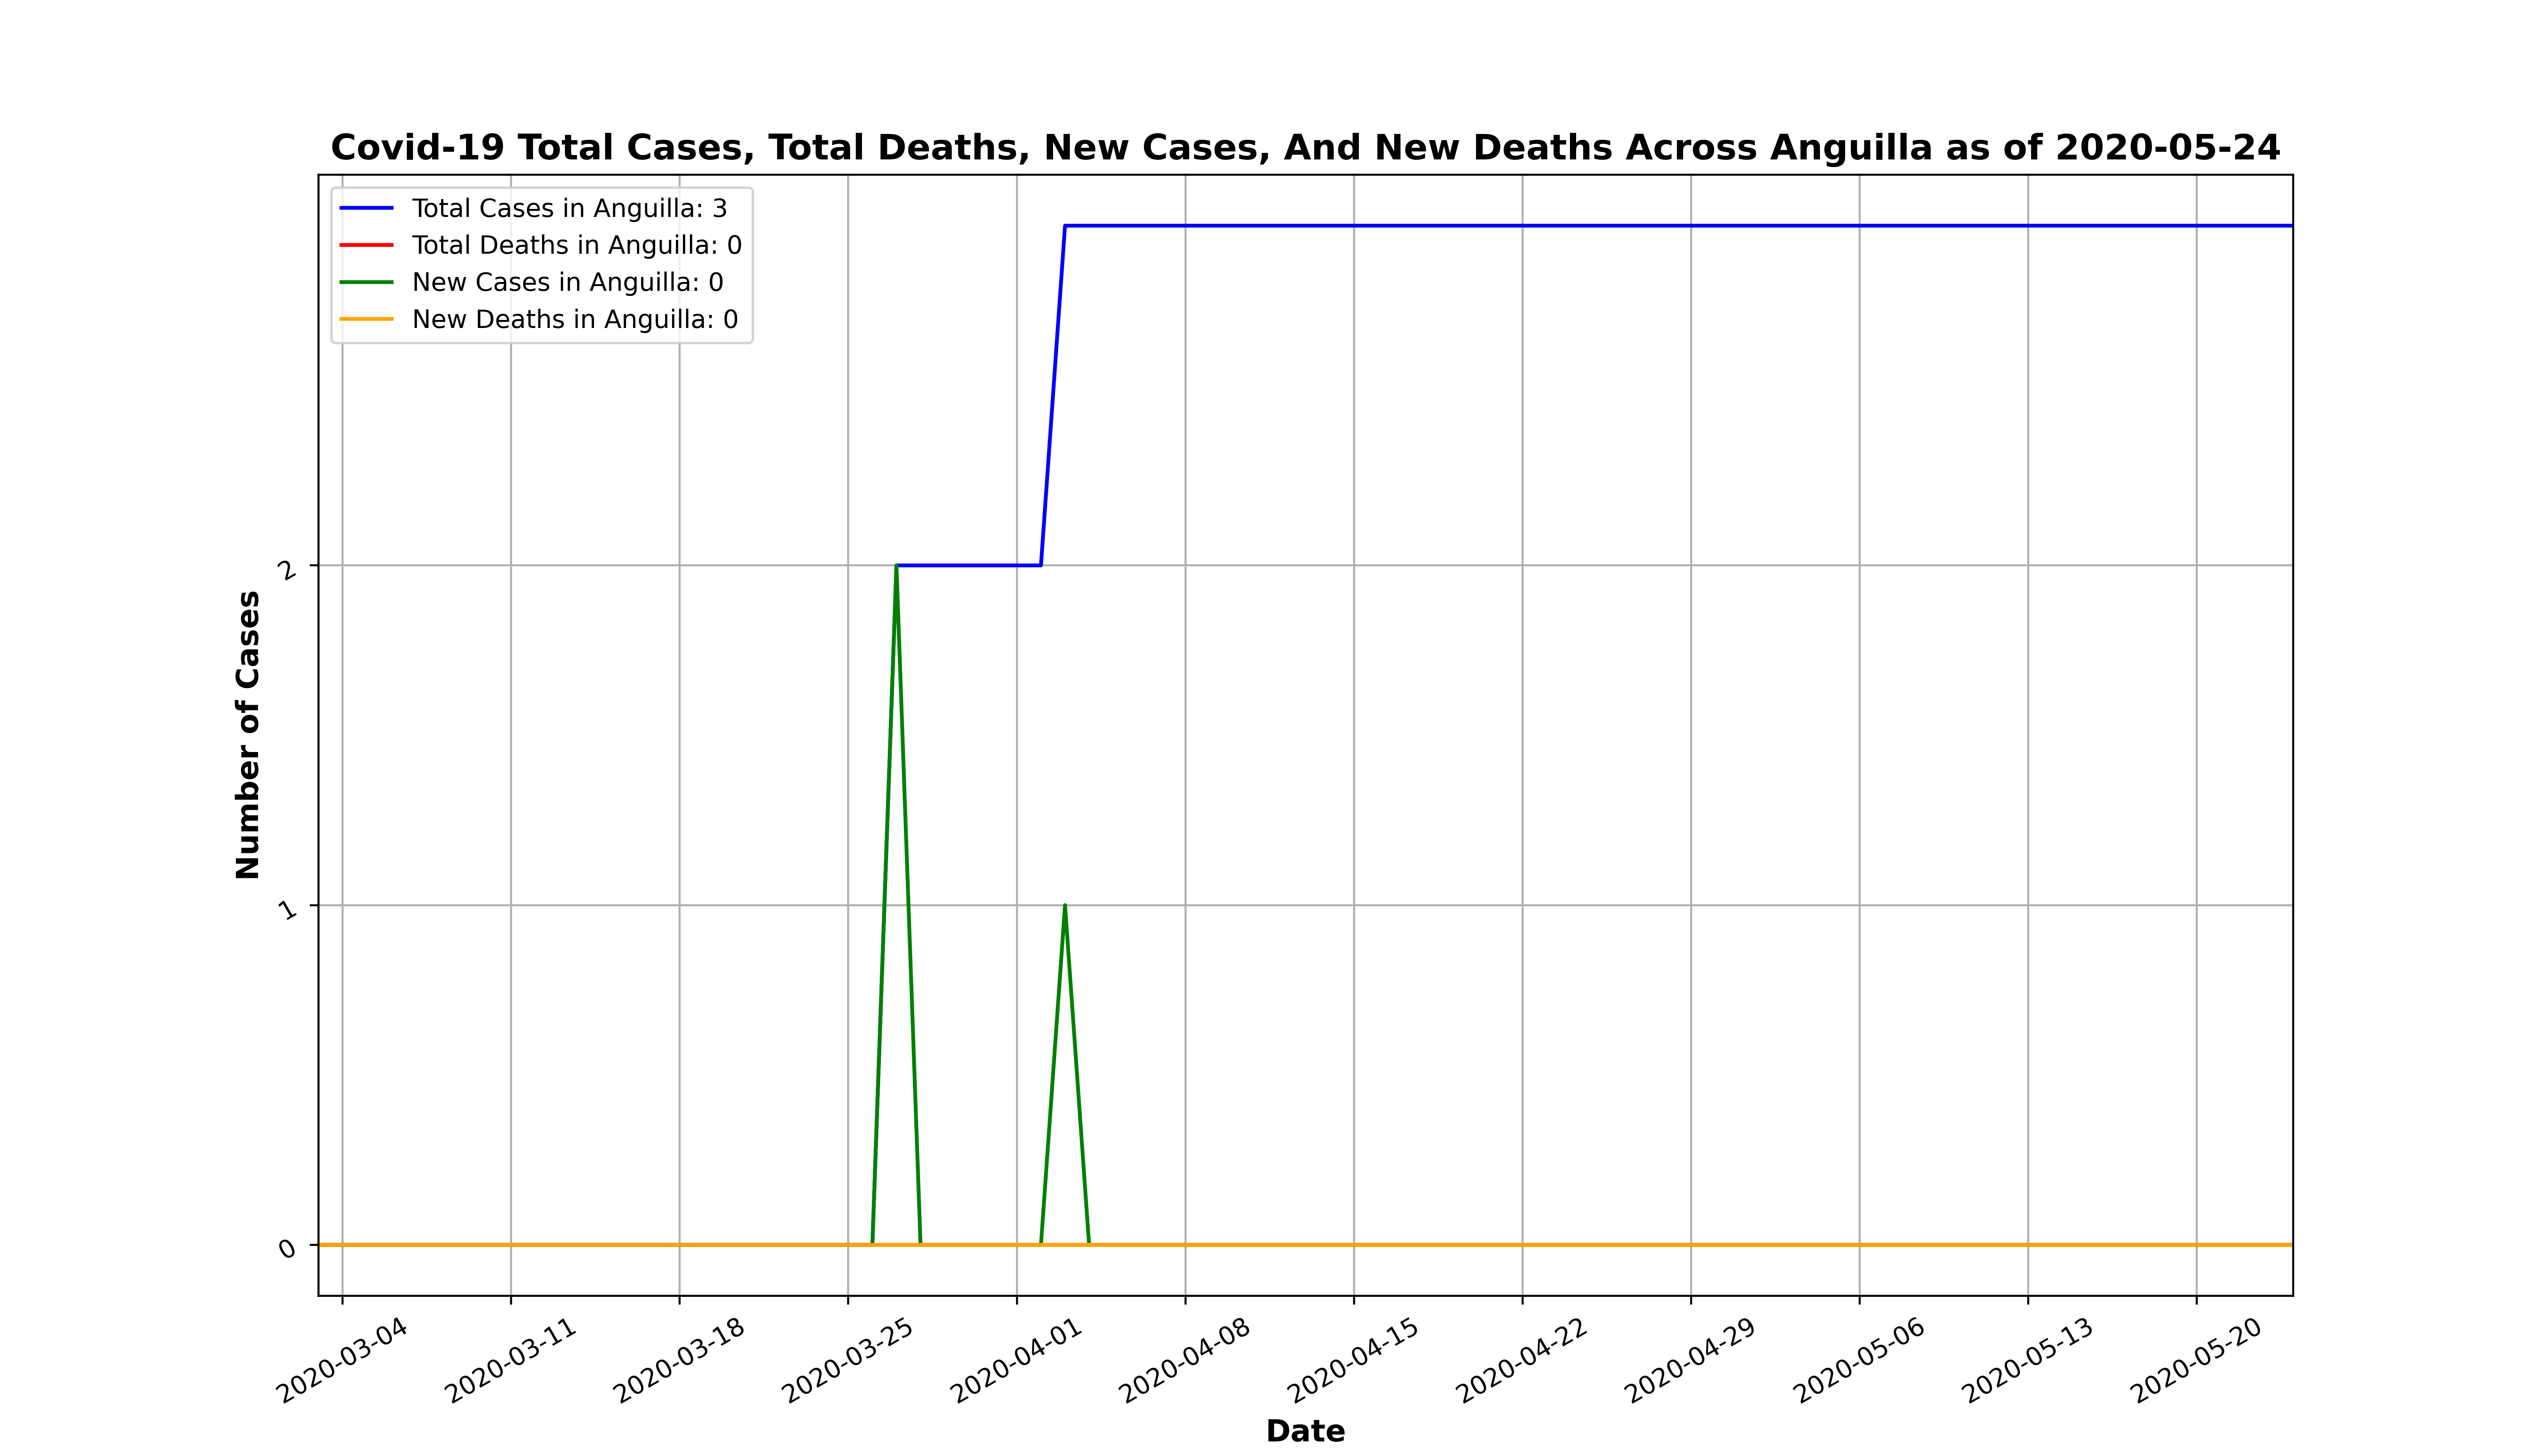 Covid-19 Total Cases, Total Deaths, New Cases, And New Deaths Across Anguilla as of 2020-05-24
Total Cases in Anguilla: 3
Total Deaths in Anguilla: 0
New Cases in Anguilla: 0
New Deaths in Anguilla: 0
Number of Cases
2
1
0
2020-03-04
2020-03-11
2020-03-18
2020-03-25
2020-04-01
2020-04-08
2020-04-15
2020-04-22
2020-04-29
2020-05-06
2020-05-13
2020-05-20
Date